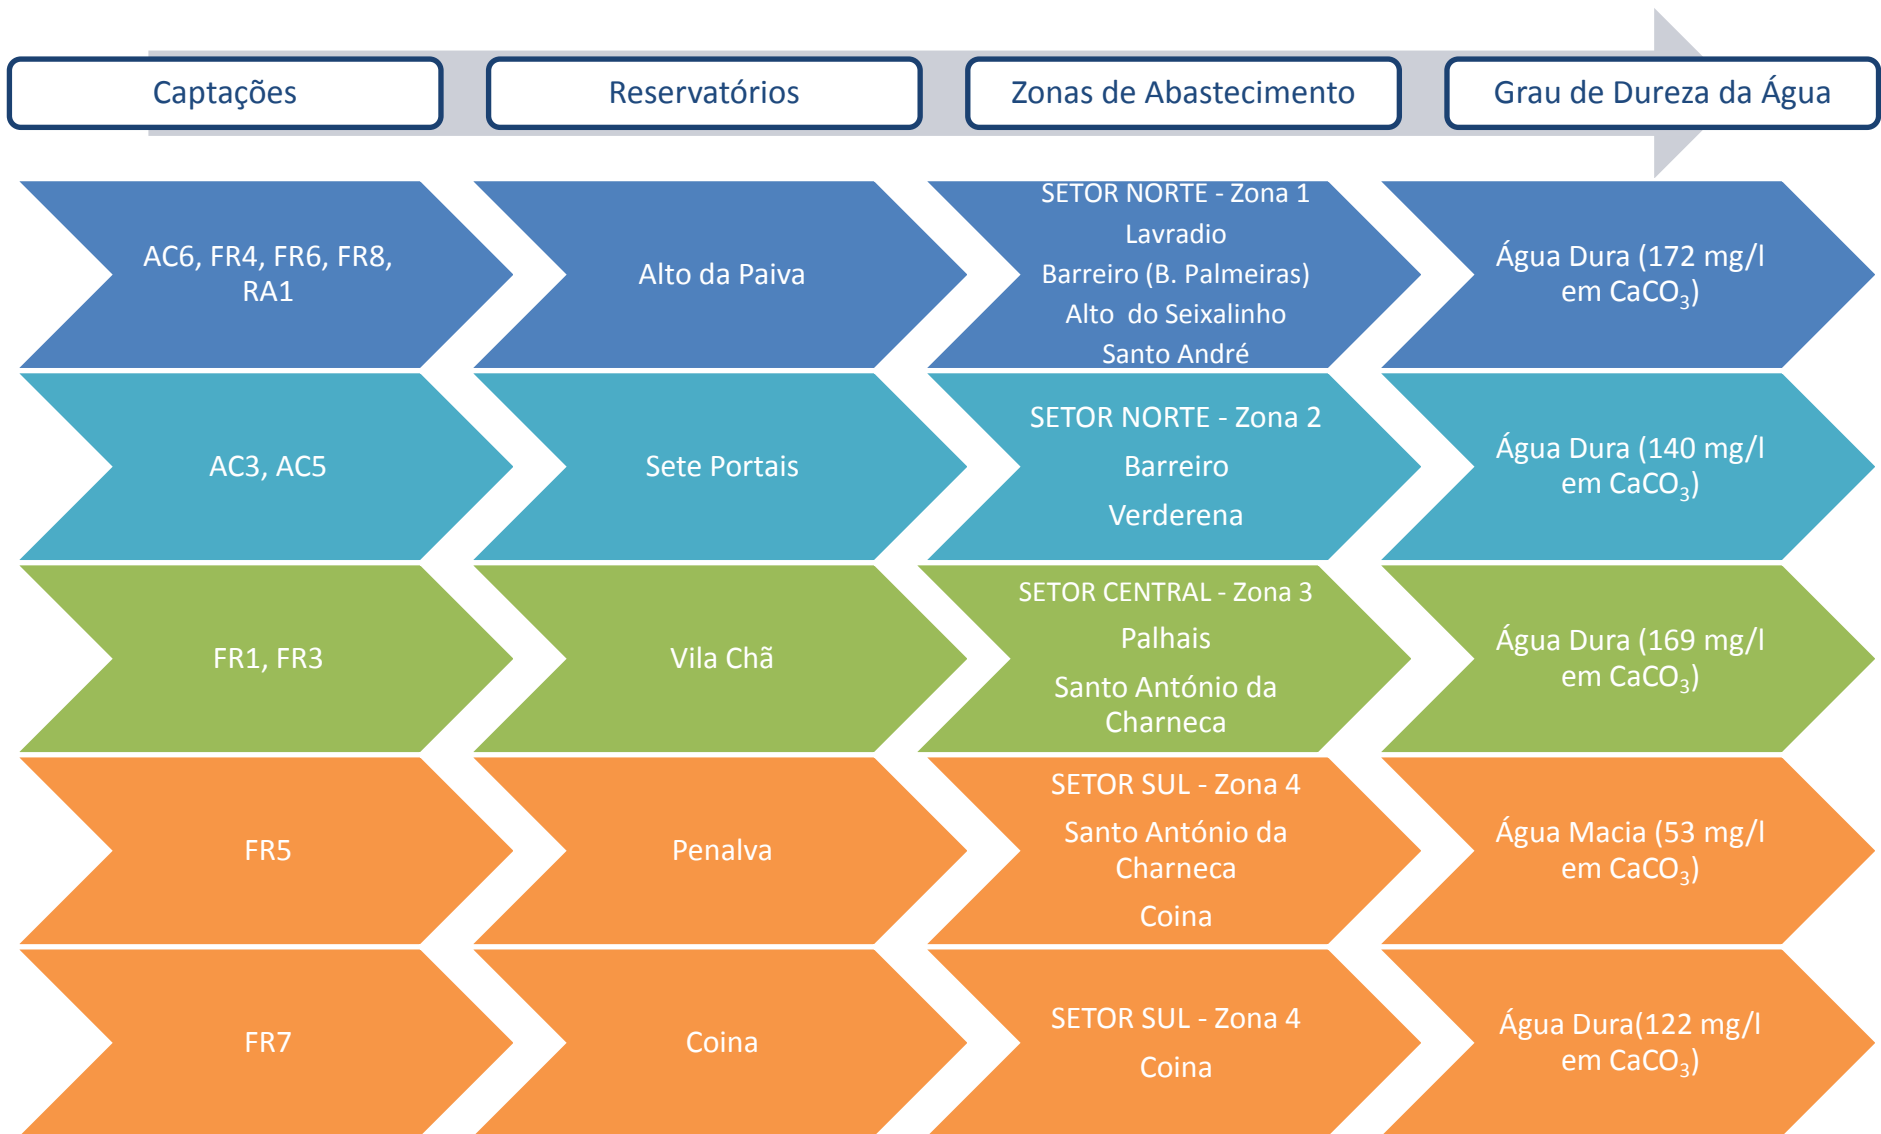 Captações
Reservatórios
Zonas de Abastecimento
Grau de Dureza da Água
AC6, FR4, FR6, FR8,
RA1
Alto da Paiva
SETOR NORTE - Zona 1
Lavradio
Barreiro (B. Palmeiras)
Alto do Seixalinho
Santo André
Água Dura (172 mg/l
em CaCO₃)
AC3, AC5
Sete Portais
SETOR NORTE - Zona 2
Barreiro
Verderena
Água Dura (140 mg/l
em CaCO₃)
FR1, FR3
Vila Chã
SETOR CENTRAL - Zona 3
Palhais
Santo António da
Charneca
Água Dura (169 mg/l
em CaCO₃)
FR5
Penalva
SETOR SUL - Zona 4
Santo António da
Charneca
Coina
Água Macia (53 mg/l
em CaCO₃)
FR7
Coina
SETOR SUL - Zona 4
Coina
Água Dura(122 mg/l
em CaCO₃)